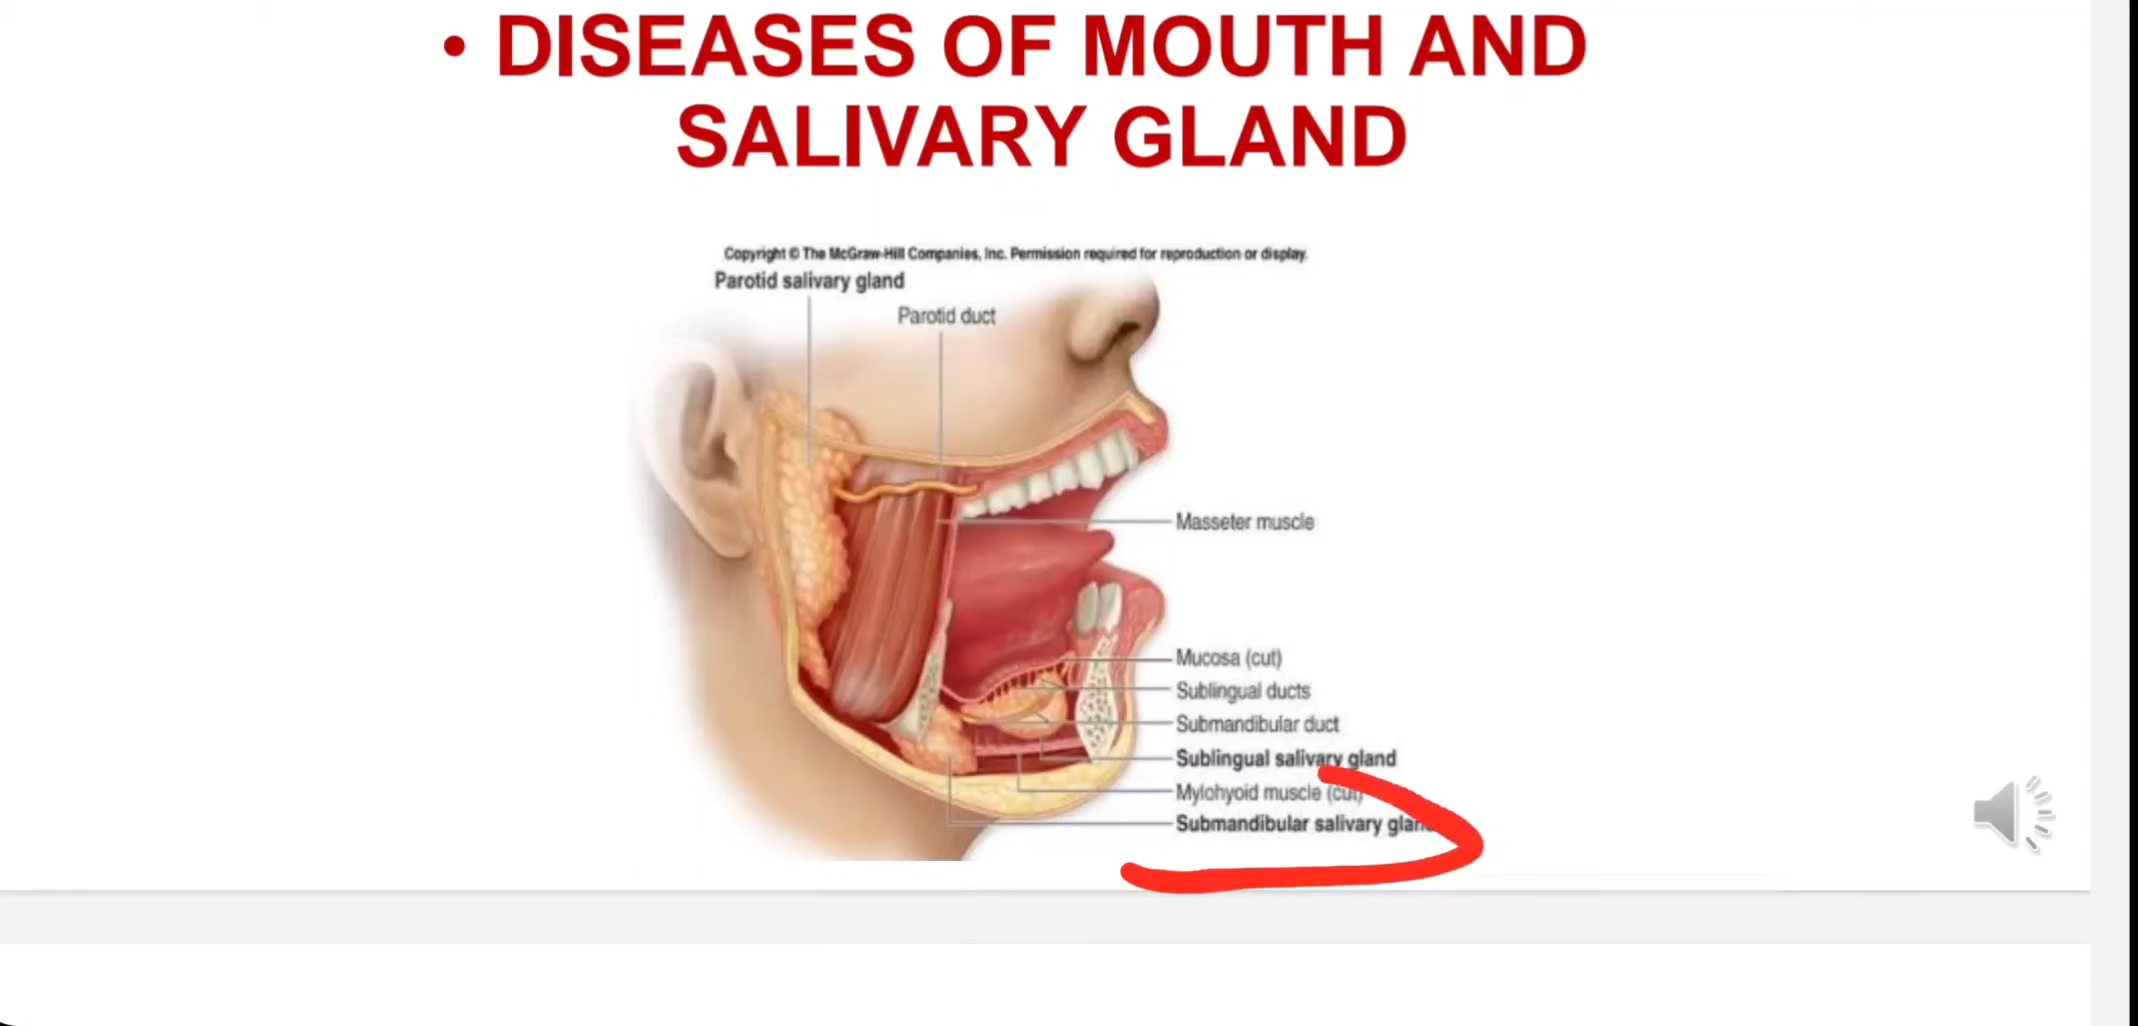 • DISEASES OF MOUTH AND
SALIVARY GLAND
Copyright © The McGraw-Hill Companies, Inc. Permission required for reproduction or display.
Parotid salivary gland
Parotid duct
Masseter muscle
Mucosa (cut)
Sublingual ducts
Submandibular duct
Sublingual salivary gland
Mylohyoid muscle (cut)
Submandibular salivary gland